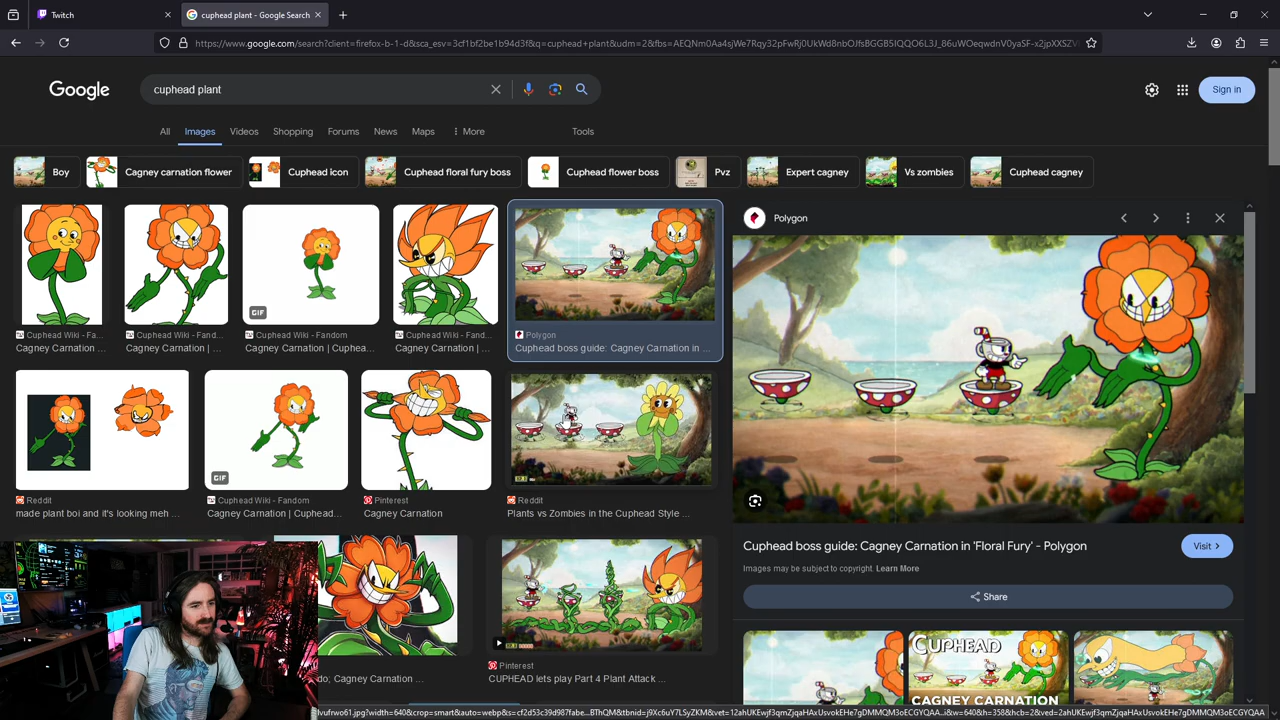 Twitch
cuphead plant - Google Search
Google
cuphead plant
Sign in
All
Images
Videos
Shopping
Forums
News
Maps
More
Tools
Boy
Cagney carnation flower
Cuphead icon
Cuphead floral fury boss
Cuphead flower boss
Pvz
Expert cagney
Vs zombies
Cuphead cagney
Cuphead Wiki - Fa...
Cagney Carnation ...
Cuphead Wiki - Fand...
Cagney Carnation | ...
GIF
Cuphead Wiki - Fandom
Cagney Carnation | Cuphea...
Cuphead Wiki - Fand...
Cagney Carnation | ...
Polygon
Cuphead boss guide: Cagney Carnation in ...
Polygon
Reddit
made plant boi and it's looking meh ...
GIF
Cuphead Wiki - Fandom
Cagney Carnation | Cuphead...
Pinterest
Cagney Carnation
Reddit
Plants vs Zombies in the Cuphead Style ...
Cuphead boss guide: Cagney Carnation in 'Floral Fury' - Polygon
Visit
Images may be subject to copyright. Learn More
Share
do; Cagney Carnation ...
Pinterest
CUPHEAD lets play Part 4 Plant Attack ...
CUPHEAD
CAGNEY CARNATION